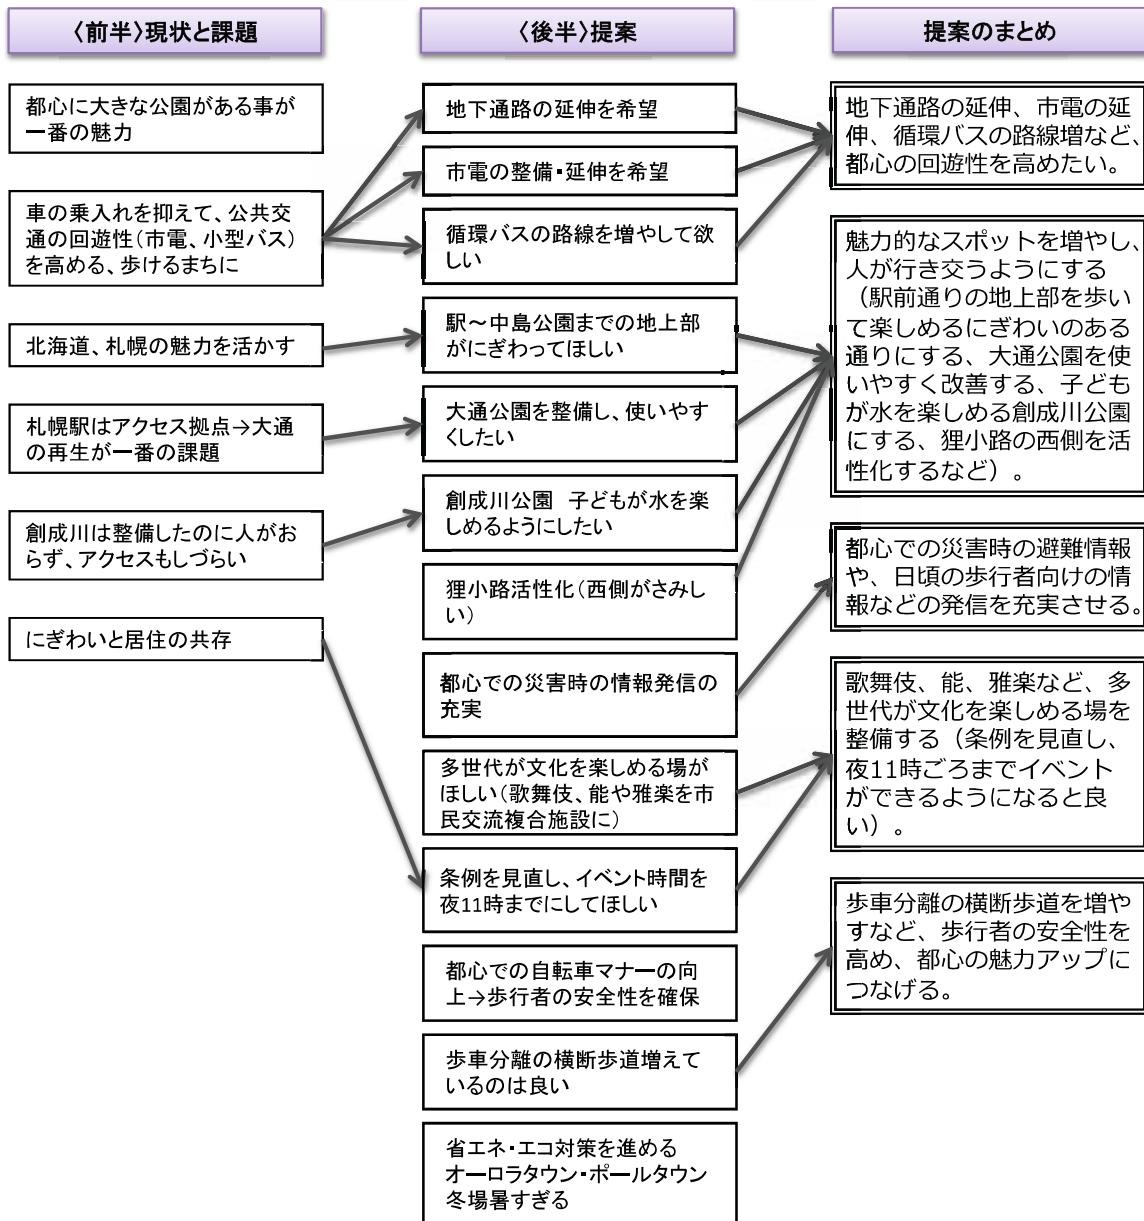 〈前半〉現状と課題
都心に大きな公園がある事が
一番の魅力
車の乗入れを抑えて、公共交
通の回遊性(市電、小型バス)
を高める、歩けるまちに
北海道、札幌の魅力を活かす
札幌駅はアクセス拠点→大通
の再生が一番の課題
創成川は整備したのに人がお
らず、アクセスもしづらい
にぎわいと居住の共存
〈後半〉提案
地下通路の延伸を希望
市電の整備・延伸を希望
循環バスの路線を増やして欲
しい
駅～中島公園までの地上部
がにぎわってほしい
大通公園を整備し、使いやす
くしたい
創成川公園 子どもが水を楽
しめるようにしたい
狸小路活性化(西側がさみし
い)
都心での災害時の情報発信の
充実
多世代が文化を楽しめる場が
ほしい(歌舞伎、能や雅楽を市
民交流複合施設に)
条例を見直し、イベント時間を
夜11時までにしてほしい
都心での自転車マナーの向
上→歩行者の安全性を確保
歩車分離の横断歩道増えて
いるのは良い
省エネ・エコ対策を進める
オーロラタウン・ポールタウン
冬場暑すぎる
提案のまとめ
地下通路の延伸、市電の延
伸、循環バスの路線増など、
都心の回遊性を高めたい。
魅力的なスポットを増やし、
人が行き交うようにする
（駅前通りの地上部を歩い
て楽しめるにぎわいのある
通りにする、大通公園を使
いやすく改善する、子ども
が水を楽しめる創成川公園
にする、狸小路の西側を活
性化するなど）。
都心での災害時の避難情報
や、日頃の歩行者向けの情
報などの発信を充実させる。
歌舞伎、能、雅楽など、多
世代が文化を楽しめる場を
整備する（条例を見直し、
夜11時ごろまでイベント
ができるようになると良
い）。
歩車分離の横断歩道を増や
すなど、歩行者の安全性を
高め、都心の魅力アップに
つなげる。